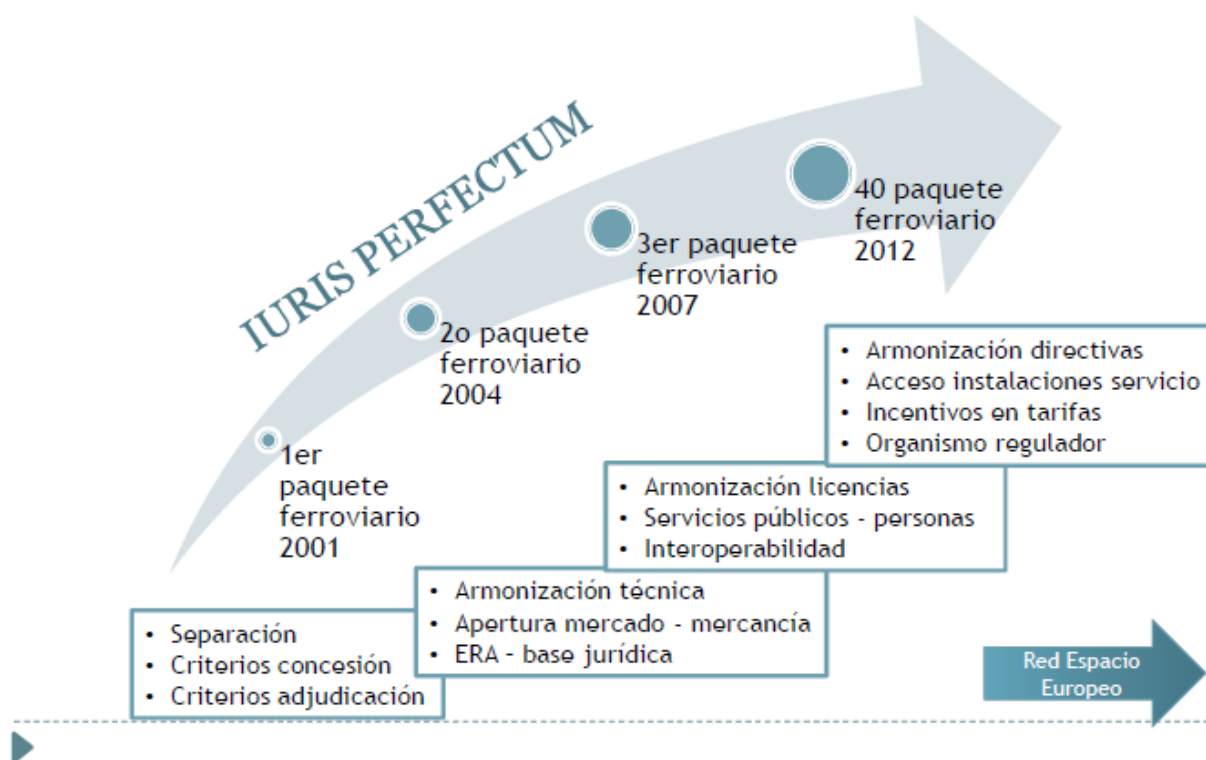 IURIS PERFECTUM
1er
paquete
ferroviario
2001
2o paquete
ferroviario
2004
3er paquete
ferroviario
2007
40 paquete
ferroviario
2012
• Separación
• Criterios concesión
• Criterios adjudicación
• Armonización técnica
• Apertura mercado - mercancía
• ERA – base jurídica
• Armonización licencias
• Servicios públicos - personas
• Interoperabilidad
• Armonización directivas
• Acceso instalaciones servicio
• Incentivos en tarifas
• Organismo regulador
Red Espacio
Europeo